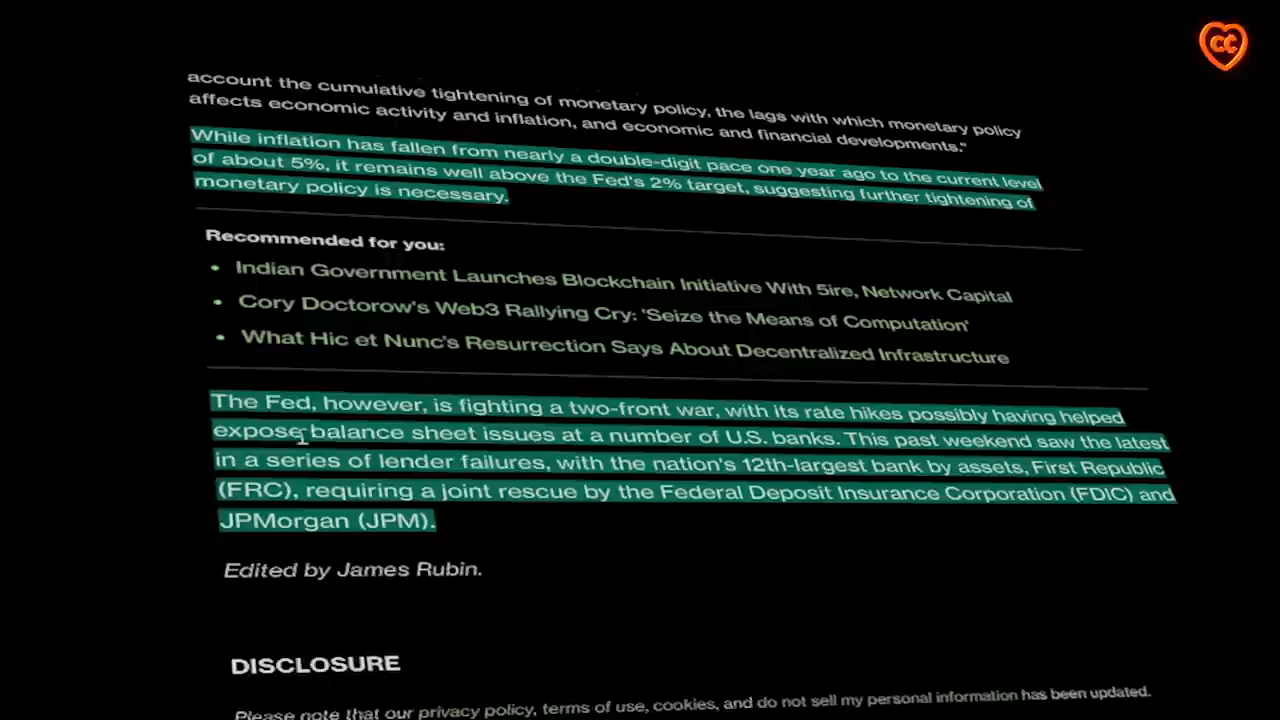 CC
account the cumulative tightening of monetary policy, the lags with which monetary policy
affects economic activity and inflation, and economic and financial developments."
While inflation has fallen from nearly a double-digit pace one year ago to the current level
of about 5%, it remains well above the Fed's 2% target, suggesting further tightening of
monetary policy is necessary.
Recommended for you:
• Indian Government Launches Blockchain Initiative With 5ire, Network Capital
• Cory Doctorow's Web3 Rallying Cry: 'Seize the Means of Computation'
• What Hic et Nunc's Resurrection Says About Decentralized Infrastructure
The Fed, however, is fighting a two-front war, with its rate hikes possibly having helped
expose balance sheet issues at a number of U.S. banks. This past weekend saw the latest
in a series of lender failures, with the nation's 12th-largest bank by assets, First Republic
(FRC), requiring a joint rescue by the Federal Deposit Insurance Corporation (FDIC) and
JPMorgan (JPM).
Edited by James Rubin.
DISCLOSURE
Please note that our privacy policy, terms of use, cookies, and do not sell my personal information has been updated.